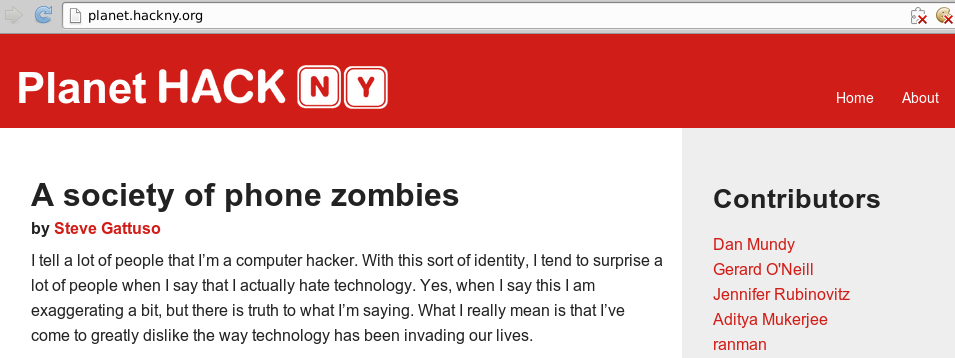 planet.hackny.org
Planet HACK NY
Home About
A society of phone zombies
by Steve Gattuso
I tell a lot of people that I’m a computer hacker. With this sort of identity, I tend to surprise a
lot of people when I say that I actually hate technology. Yes, when I say this I am
exaggerating a bit, but there is truth to what I’m saying. What I really mean is that I’ve
come to greatly dislike the way technology has been invading our lives.
Contributors
Dan Mundy
Gerard O'Neill
Jennifer Rubinovitz
Aditya Mukerjee
ranman